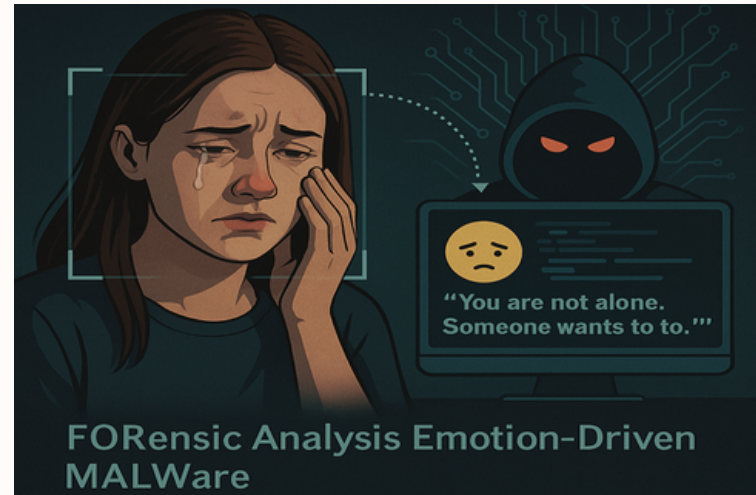 “You are not alone.
Someone wants to to.”’
FORensic Analysis Emotion-Driven
MALWare